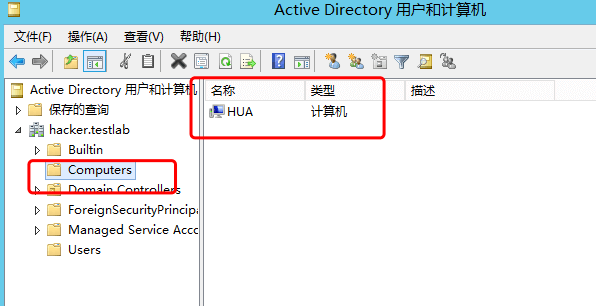 Active Directory 用户和计算机
文件(F) 操作(A) 查看(V) 帮助(H)
Active Directory 用户和计算机
保存的查询
hacker.testlab
Builtin
Computers
Domain Controllers
ForeignSecurityPrincipa
Managed Service Acco
Users
名称 类型 描述
HUA 计算机